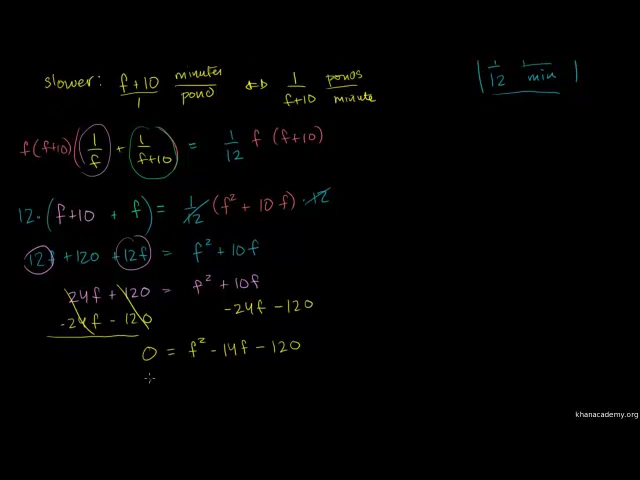 slower: f+10/1 minutes/pond ⇔ 1/f+10 ponds/minute
1/12 min
f(f+10)(1/f + 1/f+10) = 1/12 f (f+10)
12·(f+10 + f) = 1/12 (f² + 10f)·12
12f +120 +12f = f² +10f
24f +120 = f² +10f
-24f -120 -24f -120
0 = f² -14f -120
khanacademy.org